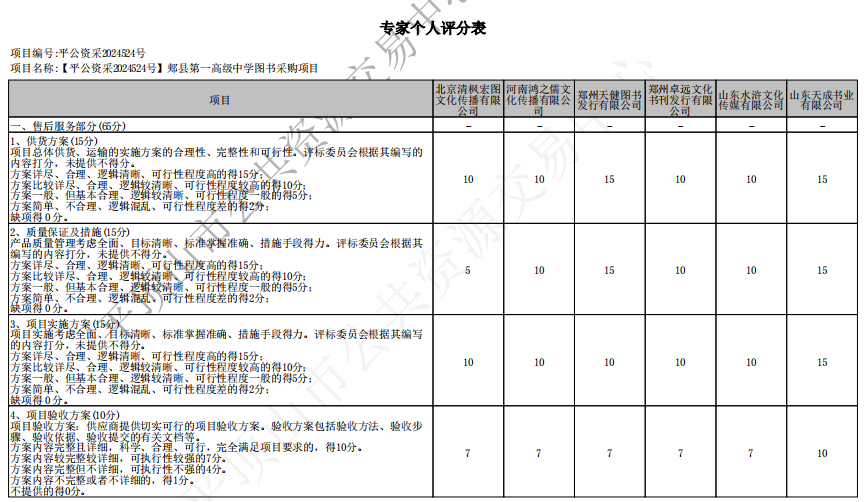 专家个人评分表
项目编号:平公资采2024524号
项目名称:【平公资采2024524号】郏县第一高级中学图书采购项目
项目
北京清枫宏图
文化传播有限
公司
河南鸿之儒文
化传播有限公
司
郑州天健图书
发行有限公司
郑州卓远文化
书刊发行有限
公司
山东水浒文化
传媒有限公司
山东天成书业
有限公司
一、售后服务部分(65分)
– – – – – –
1、供货方案(15分)
项目总体供货、运输的实施方案的合理性、完整性和可行性。评标委员会根据其编写的
内容打分，未提供不得分。
方案详尽、合理、逻辑清晰、可行性程度高的得15分；
方案比较详尽、合理、逻辑较清晰、可行性程度较高的得10分；
方案一般、但基本合理、逻辑较清晰、可行性程度一般的得5分；
方案简单、不合理、逻辑混乱、可行性程度差的得2分；
缺项得０分。
10 10 15 10 10 15
2、质量保证及措施(15分)
产品质量管理考虑全面、目标清晰、标准掌握准确、措施手段得力。评标委员会根据其
编写的内容打分，未提供不得分。
方案详尽、合理、逻辑清晰、可行性程度高的得15分；
方案比较详尽、合理、逻辑较清晰、可行性程度较高的得10分；
方案一般、但基本合理、逻辑较清晰、可行性程度一般的得5分；
方案简单、不合理、逻辑混乱、可行性程度差的得2分；
缺项得０分。
5 10 15 10 10 15
3、项目实施方案(15分)
项目实施考虑全面、目标清晰、标准掌握准确、措施手段得力。评标委员会根据其编写
的内容打分，未提供不得分。
方案详尽、合理、逻辑清晰、可行性程度高的得15分；
方案比较详尽、合理、逻辑较清晰、可行性程度较高的得10分；
方案一般、但基本合理、逻辑较清晰、可行性程度一般的得5分；
方案简单、不合理、逻辑混乱、可行性程度差的得2分；
缺项得０分。
10 10 10 10 10 15
4、项目验收方案(10分)
项目验收方案：供应商提供切实可行的项目验收方案。验收方案包括验收方法、验收步
骤、验收依据、验收提交的有关文档等。
方案内容完整且详细，科学、合理、可行，完全满足项目要求的，得10分。
方案内容较完整较详细，可执行性较强的7分。
方案内容完整但不详细，可执行性不强的4分。
方案内容不完整或者不详细的，得1分。
不提供的得0分。
7 7 7 7 7 10
平顶山市公共资源交易中心
平顶山市公共资源交易中心